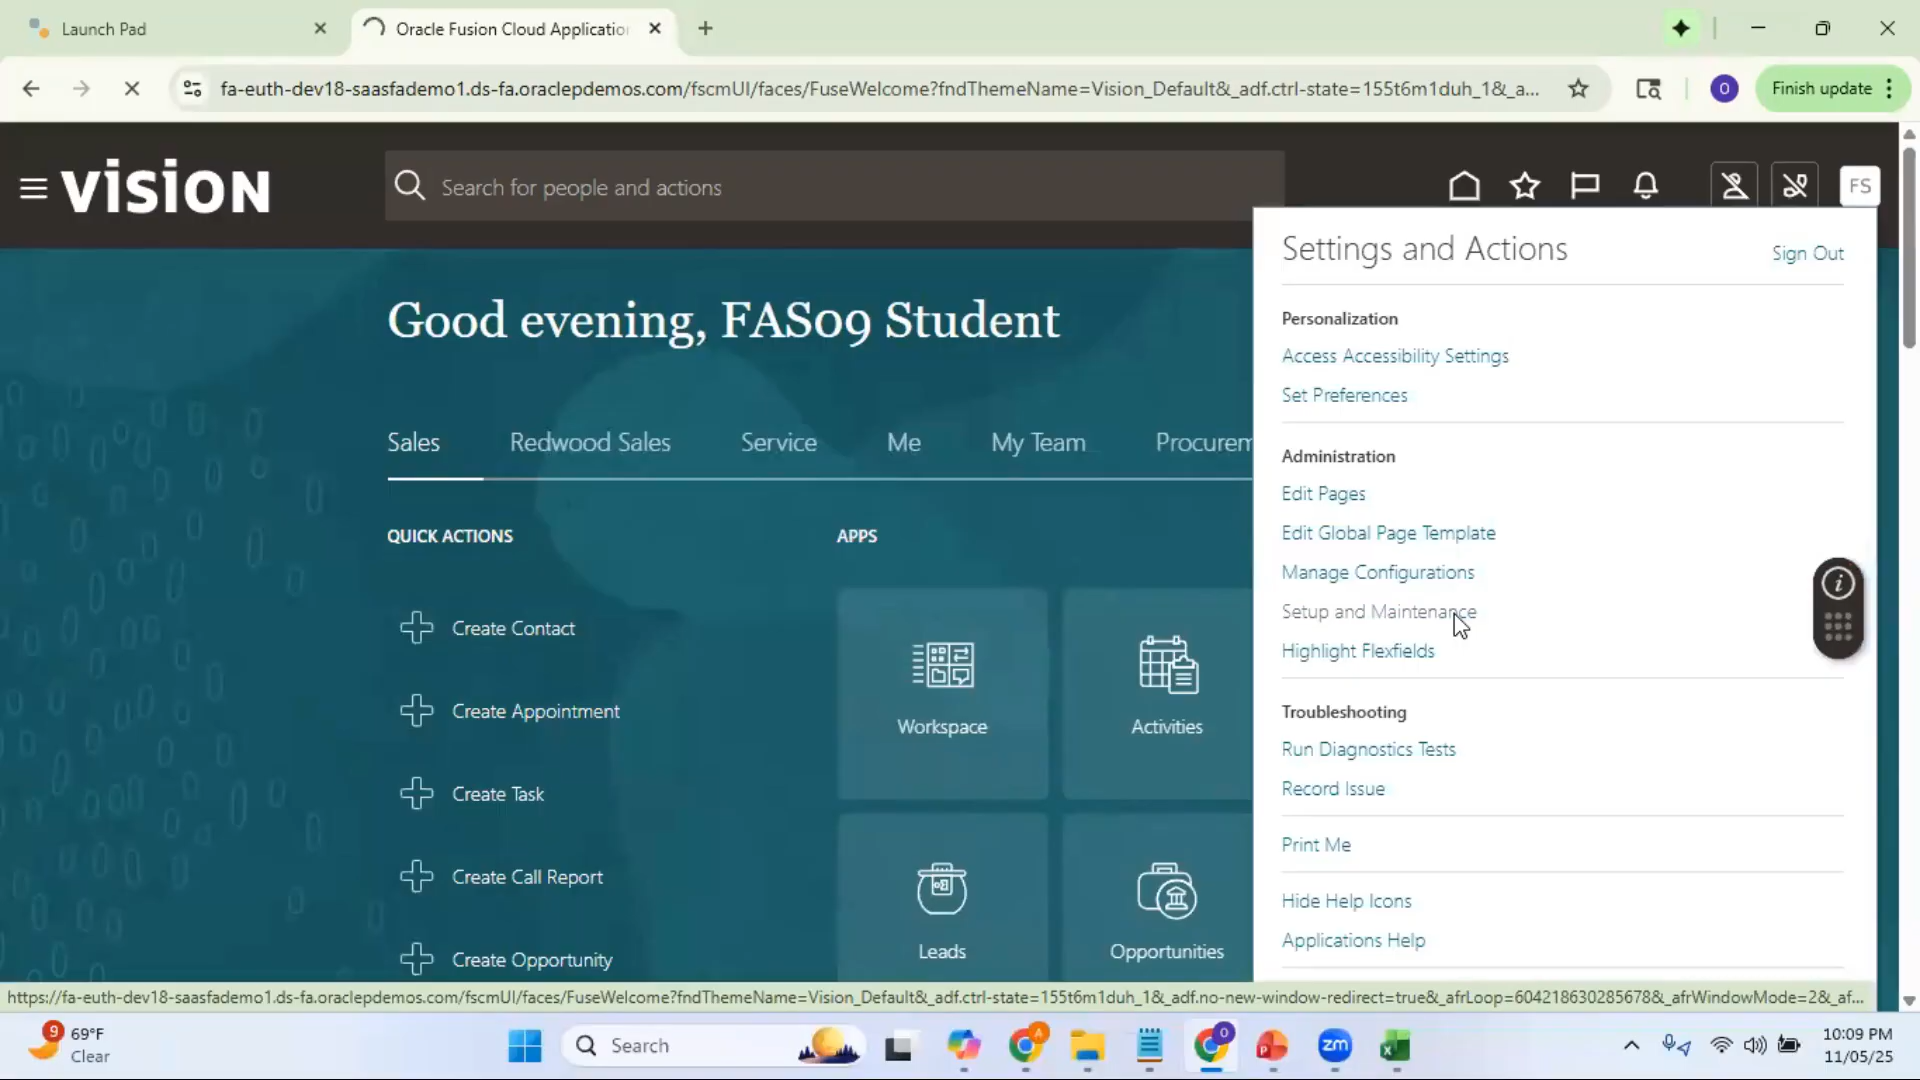 Launch Pad
Oracle Fusion Cloud Applicatio
fa-euth-dev18-saasfademo1.ds-fa.oraclepdemos.com/fscmUI/faces/FuseWelcome?fndThemeName=Vision_Default&_adf.ctrl-state=155t6m1duh_1&_a...
O
Finish update
vision
Search for people and actions
FS
Settings and Actions
Sign Out
Good evening, FAS09 Student
Personalization
Access Accessibility Settings
Set Preferences
Sales
Redwood Sales
Service
Me
My Team
Procurem
Administration
Edit Pages
Edit Global Page Template
Manage Configurations
Setup and Maintenance
Highlight Flexfields
QUICK ACTIONS
APPS
Create Contact
Create Appointment
Create Task
Create Call Report
Create Opportunity
Workspace
Activities
Leads
Opportunities
Troubleshooting
Run Diagnostics Tests
Record Issue
Print Me
Hide Help Icons
Applications Help
https://fa-euth-dev18-saasfademo1.ds-fa.oraclepdemos.com/fscmUI/faces/FuseWelcome?fndThemeName=Vision_Default&_adf.ctrl-state=155t6m1duh_1&_adf.no-new-window-redirect=true&_afrLoop=604218630285678&_afrWindowMode=2&_af...
9
69°F
Clear
Search
A
O
P
zm
X
10:09 PM
11/05/25